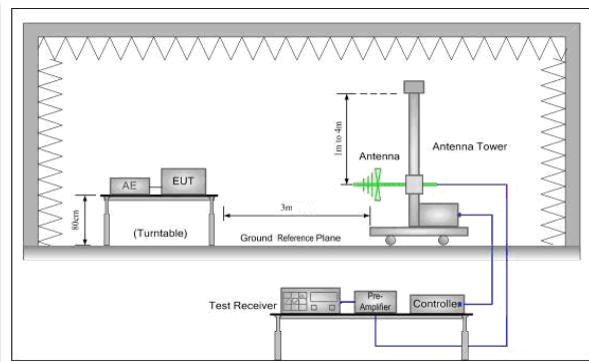 1m to 4m
Antenna
Antenna Tower
AE
EUT
3m
80cm
(Turntable)
Ground Reference Plane
Test Receiver
Pre-
Amplifier
Controller